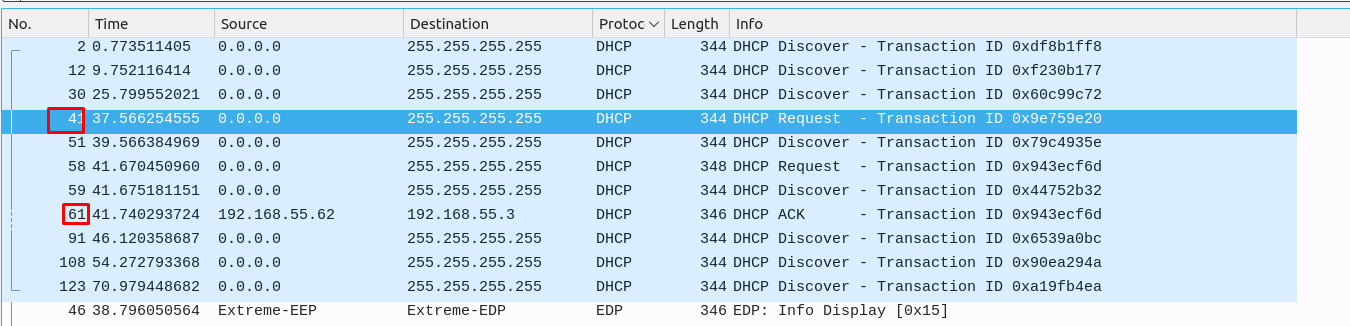 No. Time Source Destination Protoc Length Info
2 0.773511405 0.0.0.0 255.255.255.255 DHCP 344 DHCP Discover - Transaction ID 0xdf8b1ff8
12 9.752116414 0.0.0.0 255.255.255.255 DHCP 344 DHCP Discover - Transaction ID 0xf230b177
30 25.799552021 0.0.0.0 255.255.255.255 DHCP 344 DHCP Discover - Transaction ID 0x60c99c72
41 37.566254555 0.0.0.0 255.255.255.255 DHCP 344 DHCP Request - Transaction ID 0x9e759e20
51 39.566384969 0.0.0.0 255.255.255.255 DHCP 344 DHCP Discover - Transaction ID 0x79c4935e
58 41.670450960 0.0.0.0 255.255.255.255 DHCP 348 DHCP Request - Transaction ID 0x943ecf6d
59 41.675181151 0.0.0.0 255.255.255.255 DHCP 344 DHCP Discover - Transaction ID 0x44752b32
61 41.740293724 192.168.55.62 192.168.55.3 DHCP 346 DHCP ACK - Transaction ID 0x943ecf6d
91 46.120358687 0.0.0.0 255.255.255.255 DHCP 344 DHCP Discover - Transaction ID 0x6539a0bc
108 54.272793368 0.0.0.0 255.255.255.255 DHCP 344 DHCP Discover - Transaction ID 0x90ea294a
123 70.979448682 0.0.0.0 255.255.255.255 DHCP 344 DHCP Discover - Transaction ID 0xa19fb4ea
46 38.796050564 Extreme-EEP Extreme-EDP EDP 346 EDP: Info Display [0x15]